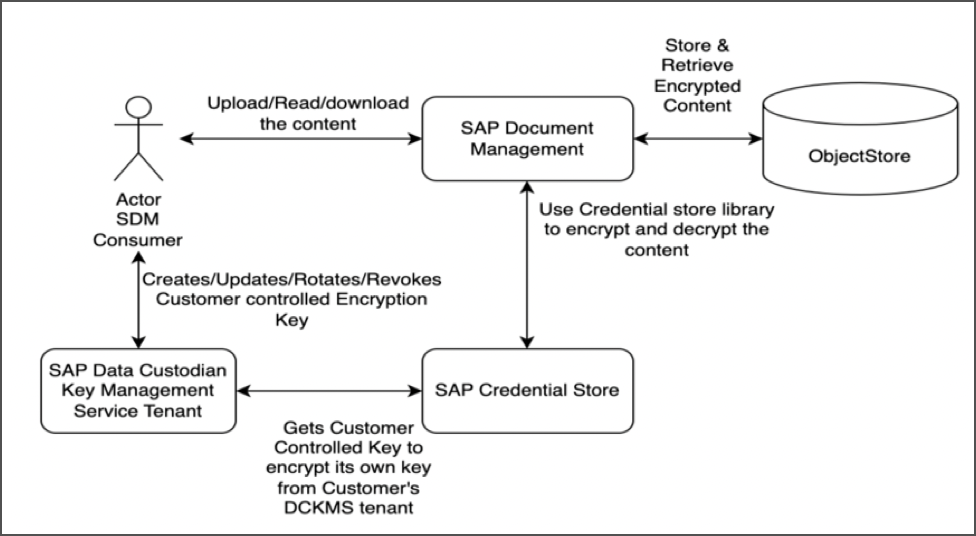 Store &
Retrieve
Encrypted
Content
Upload/Read/download
the content
SAP Document
Management
ObjectStore
Actor
SDM
Consumer
Use Credential store library
to encrypt and decrypt the
content
Creates/Updates/Rotates/Revokes
Customer controlled Encryption
Key
SAP Data Custodian
Key Management
Service Tenant
SAP Credential Store
Gets Customer
Controlled Key to
encrypt its own key
from Customer's
DCKMS tenant